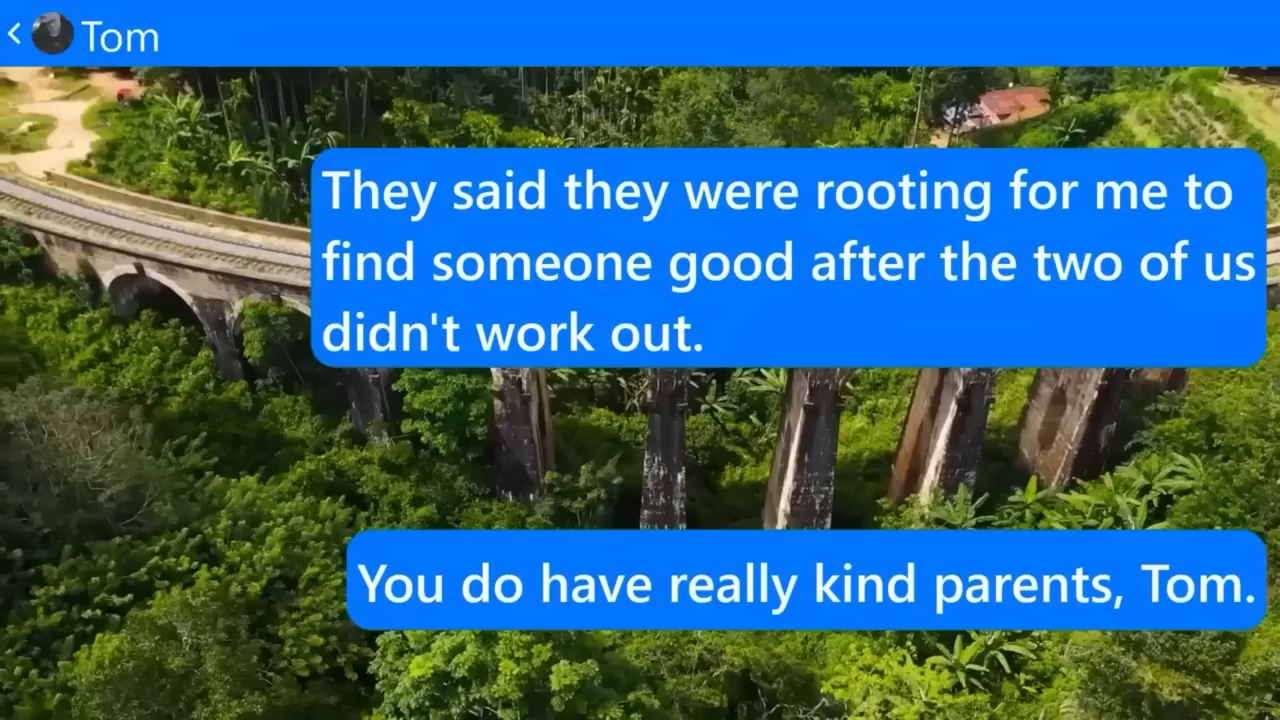 Tom
They said they were rooting for me to
find someone good after the two of us
didn't work out.
You do have really kind parents, Tom.